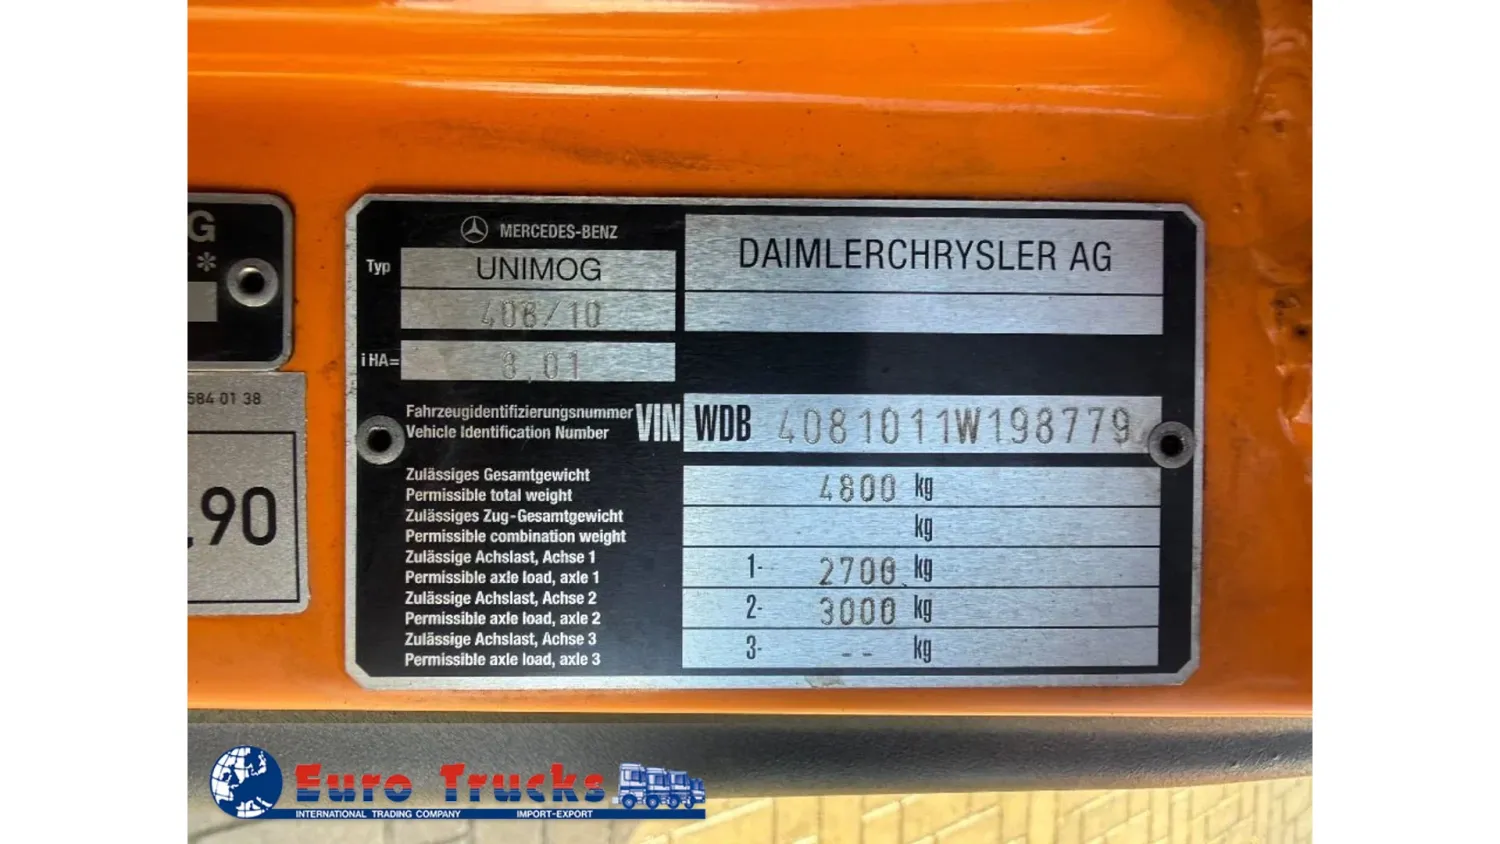 G
*
584 01 38
,90
MERCEDES-BENZ
Typ UNIMOG
408/10
i HA= 8,01
DAIMLERCHRYSLER AG
Fahrzeugidentifizierungsnummer
Vehicle Identification Number
VIN WDB 4081011W198779
Zulässiges Gesamtgewicht
Permissible total weight
4800 kg
Zulässiges Zug-Gesamtgewicht
Permissible combination weight
kg
Zulässige Achslast, Achse 1
Permissible axle load, axle 1
1- 2700 kg
Zulässige Achslast, Achse 2
Permissible axle load, axle 2
2- 3000 kg
Zulässige Achslast, Achse 3
Permissible axle load, axle 3
3- -- kg
Euro Trucks
INTERNATIONAL TRADING COMPANY IMPORT-EXPORT